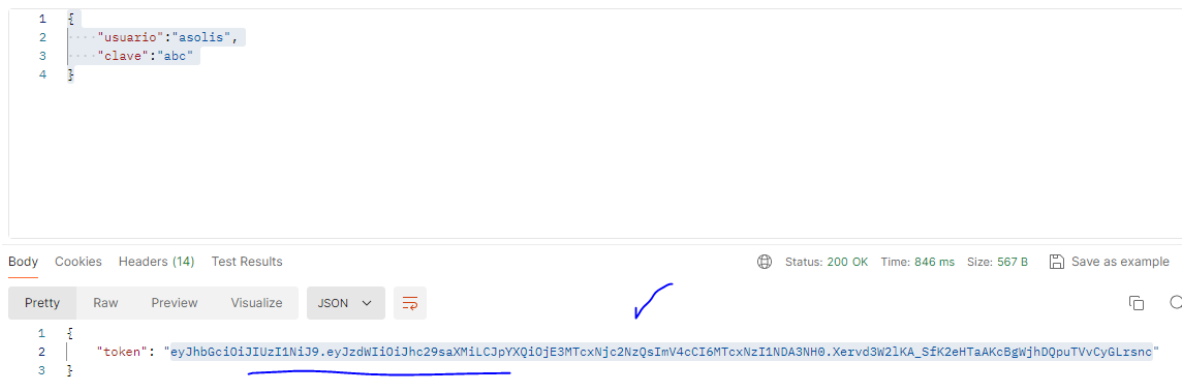 1 {
2 "usuario":"asolis",
3 "clave":"abc"
4 }
Body Cookies Headers (14) Test Results Status: 200 OK Time: 846 ms Size: 567 B Save as example
Pretty Raw Preview Visualize JSON
1 {
2 "token": "eyJhbGciOiJIUzI1NiJ9.eyJzdWIiOiJhc29saXMiLCJpYXQiOjE3MTcxNjc2NzQsImV4cCI6MTcxNzI1NDA3NH0.Xervd3W2lKA_SfK2eHTaAKcBgWjhDQpuTVvCyGLrsnc"
3 }